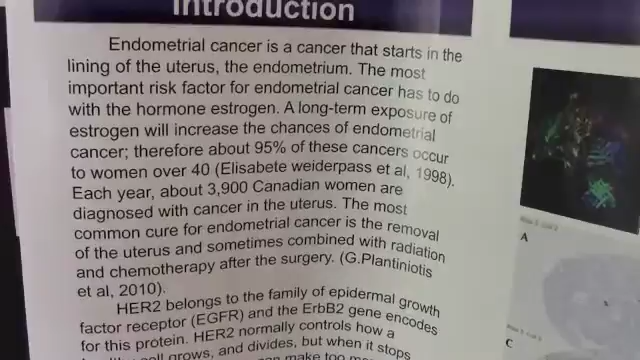 Introduction
Endometrial cancer is a cancer that starts in the
lining of the uterus, the endometrium. The most
important risk factor for endometrial cancer has to do
with the hormone estrogen. A long-term exposure of
estrogen will increase the chances of endometrial
cancer; therefore about 95% of these cancers occur
to women over 40 (Elisabete weiderpass et al, 1998).
Each year, about 3,900 Canadian women are
diagnosed with cancer in the uterus. The most
common cure for endometrial cancer is the removal
of the uterus and sometimes combined with radiation
and chemotherapy after the surgery. (G.Plantiniotis
et al, 2010).
HER2 belongs to the family of epidermal growth
factor receptor (EGFR) and the ErbB2 gene encodes
for this protein. HER2 normally controls how a
cell grows, and divides, but when it stops
can make too
A
C